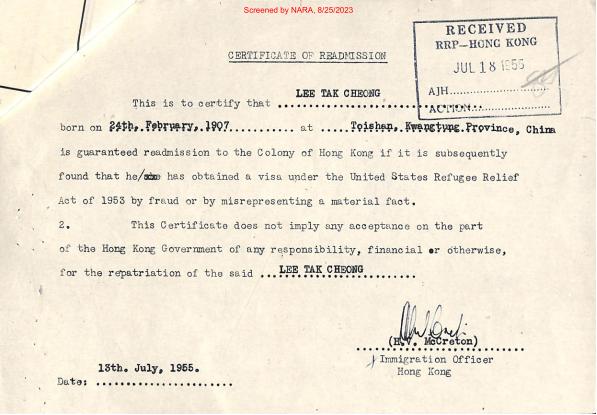 Screened by NARA, 8/25/2023
RECEIVED
RRP—HONG KONG
JUL 18 1955
AJH..............................
ACTION..........................
CERTIFICATE OF READMISSION
This is to certify that LEE TAK CHEONG
born on 24th. February, 1907 at Toishan, Kwangtung Province, China
is guaranteed readmission to the Colony of Hong Kong if it is subsequently
found that he/she has obtained a visa under the United States Refugee Relief
Act of 1953 by fraud or by misrepresenting a material fact.
2. This Certificate does not imply any acceptance on the part
of the Hong Kong Government of any responsibility, financial or otherwise,
for the repatriation of the said LEE TAK CHEONG
(H.V. McCreton)
Immigration Officer
Hong Kong
Date: 13th. July, 1955.